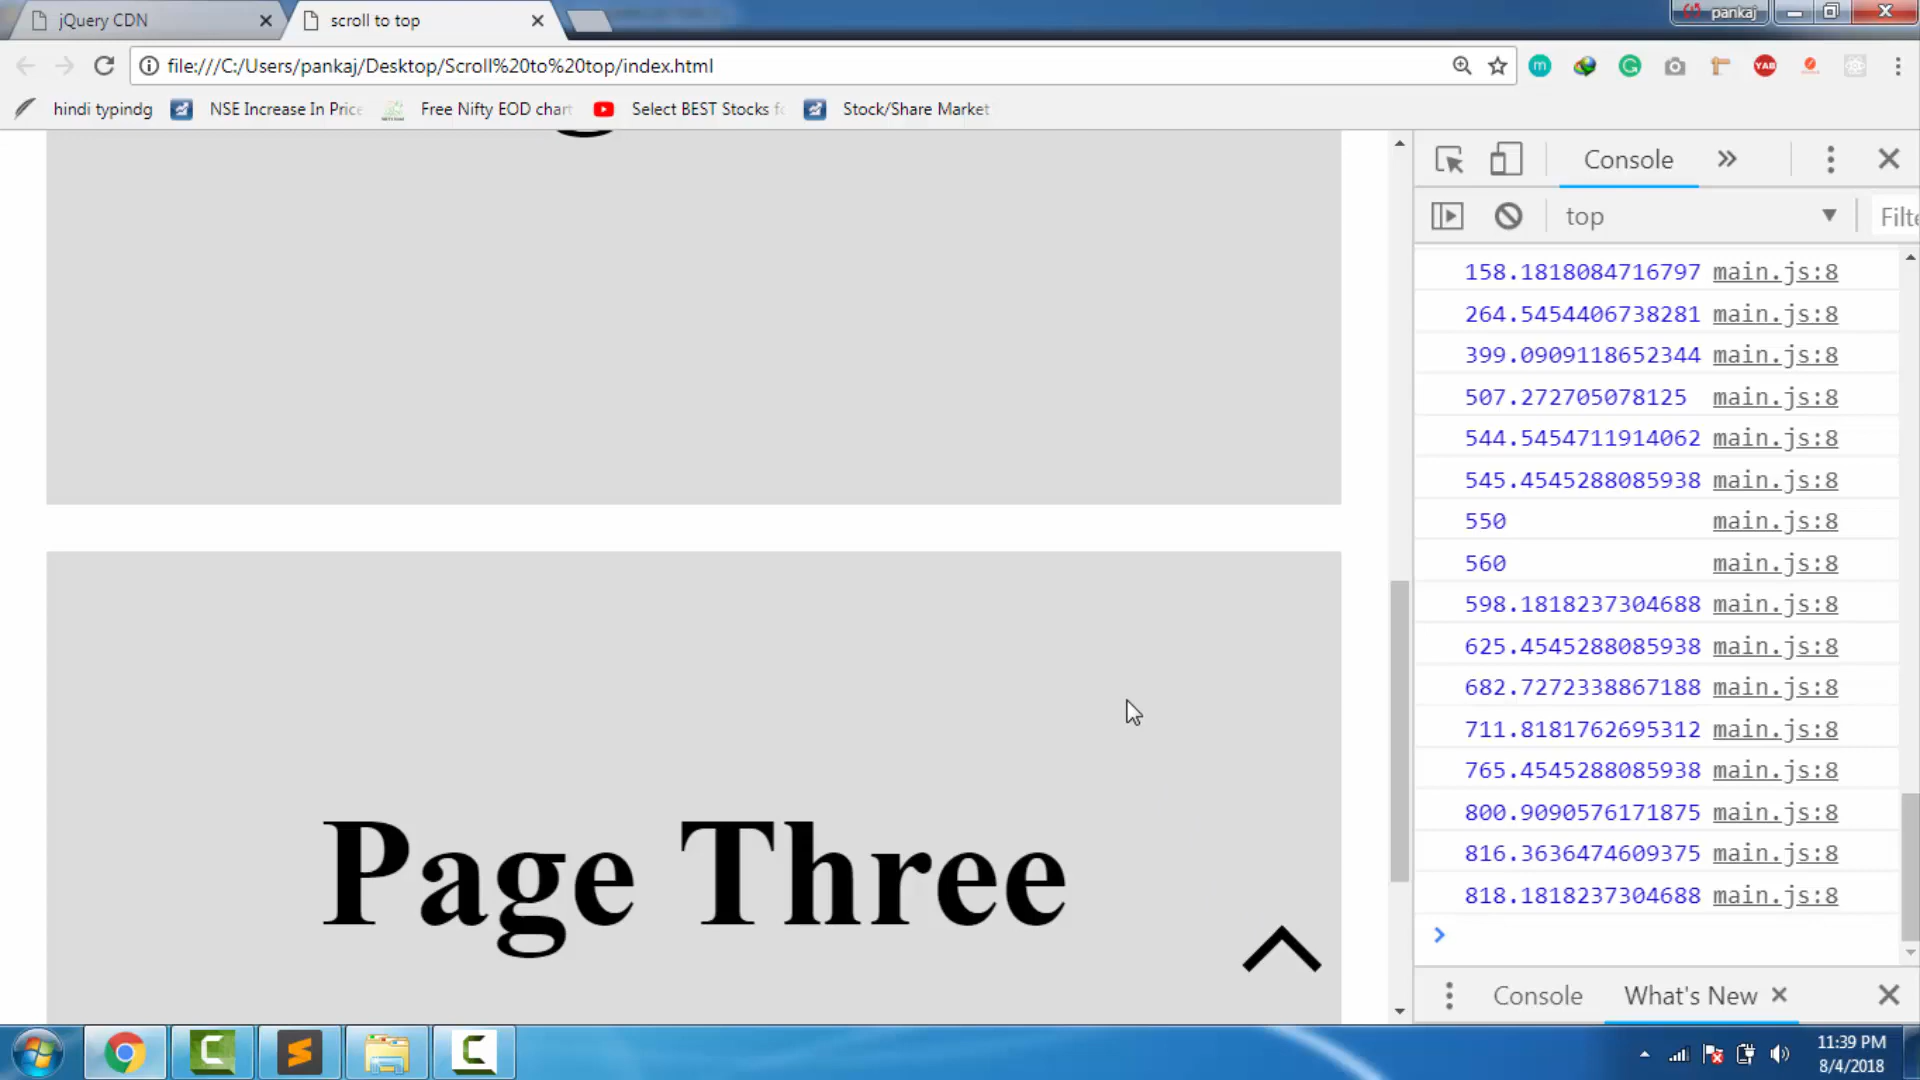 jQuery CDN
scroll to top
pankaj
file:///C:/Users/pankaj/Desktop/Scroll%20to%20top/index.html
hindi typindg
NSE Increase In Price
Free Nifty EOD chart
Select BEST Stocks fo
Stock/Share Market
Console
top
Filte
158.1818084716797 main.js:8
264.5454406738281 main.js:8
399.0909118652344 main.js:8
507.272705078125 main.js:8
544.5454711914062 main.js:8
545.4545288085938 main.js:8
550 main.js:8
560 main.js:8
598.1818237304688 main.js:8
625.4545288085938 main.js:8
682.7272338867188 main.js:8
711.8181762695312 main.js:8
765.4545288085938 main.js:8
800.9090576171875 main.js:8
816.3636474609375 main.js:8
818.1818237304688 main.js:8
Page Three
Console
What's New
11:39 PM
8/4/2018